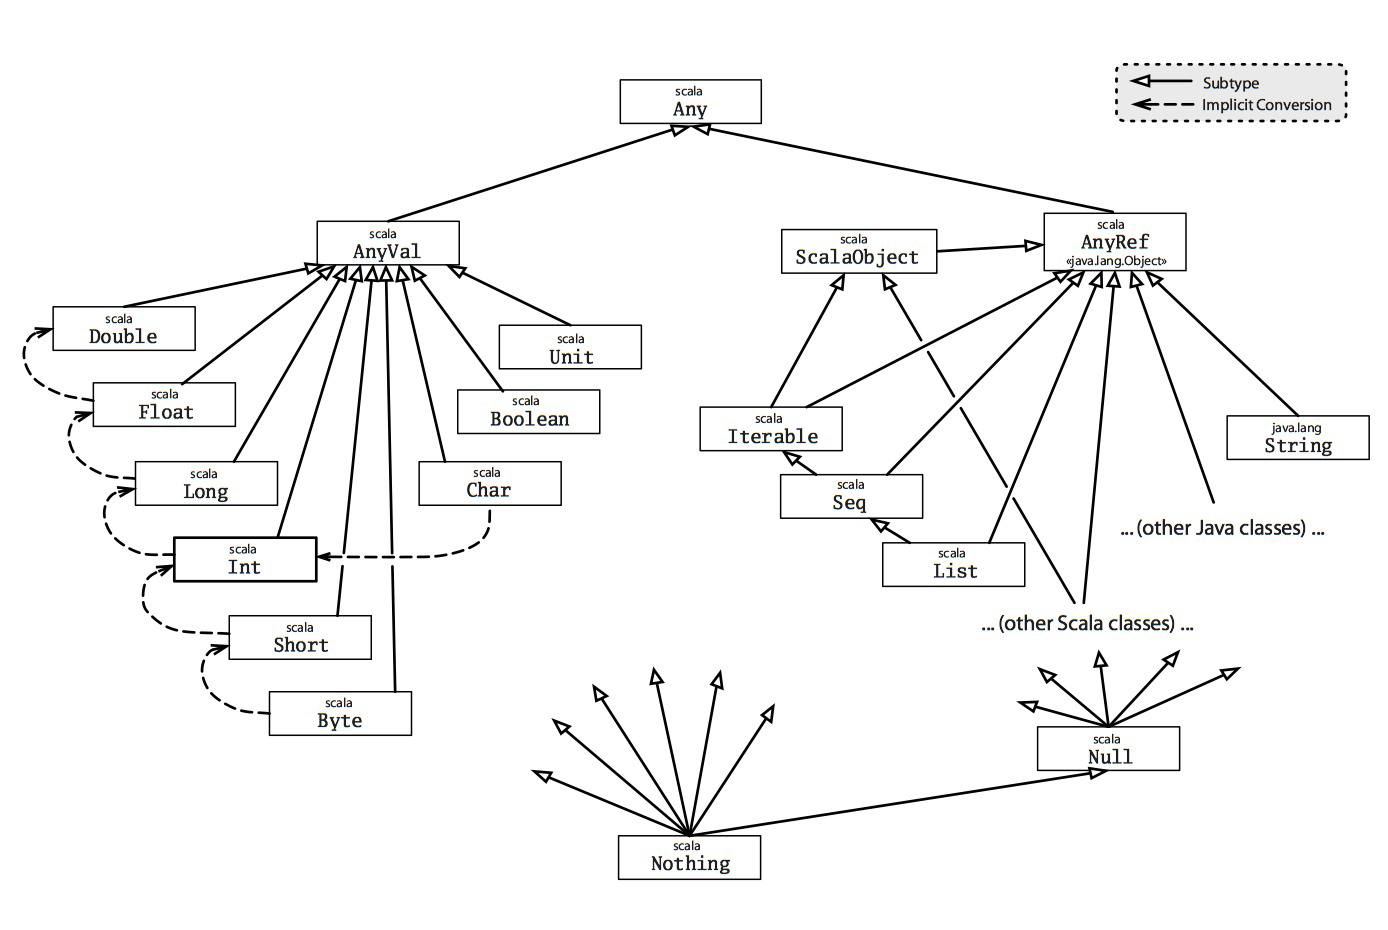 scala
Any
Subtype
Implicit Conversion
scala
AnyVal
scala
ScalaObject
scala
AnyRef
«java.lang.Object»
scala
Double
scala
Unit
scala
Float
scala
Boolean
scala
Iterable
java.lang
String
scala
Long
scala
Char
scala
Seq
... (other Java classes) ...
scala
Int
scala
List
scala
Short
... (other Scala classes) ...
scala
Byte
scala
Null
scala
Nothing